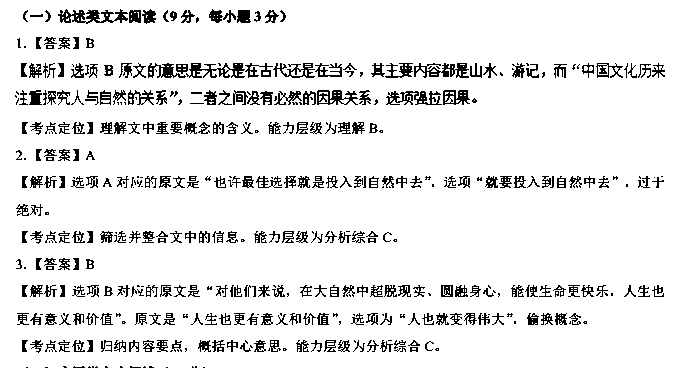 （一）论述类文本阅读（9分，每小题3分）
1.【答案】B
【解析】选项 B 原文的意思是无论是在古代还是在当今，其主要内容都是山水、游记，而“中国文化历来
注重探究人与自然的关系”，二者之间没有必然的因果关系，选项强拉因果。
【考点定位】理解文中重要概念的含义。能力层级为理解 B。
2.【答案】A
【解析】选项 A 对应的原文是“也许最佳选择就是投入到自然中去”．选项“就要投入到自然中去”．过于
绝对。
【考点定位】筛选并整合文中的信息。能力层级为分析综合 C。
3.【答案】B
【解析】选项 B 对应的原文是“对他们来说，在大自然中超脱现实、圆融身心，能使生命更快乐．人生也
更有意义和价值”。原文是“人生也更有意义和价值”，选项为“人也就变得伟大”．偷换概念。
【考点定位】归纳内容要点，概括中心意思。能力层级为分析综合 C。